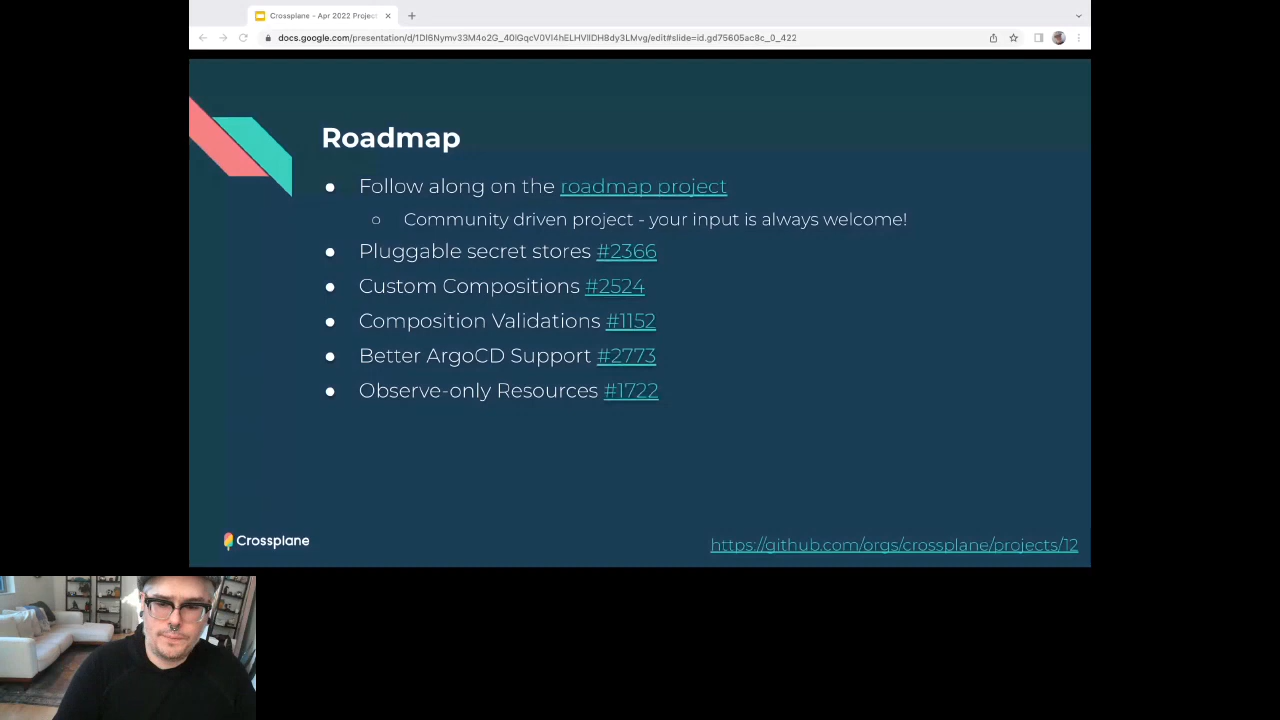 Crossplane - Apr 2022 Project
docs.google.com/presentation/d/1Dl6Nymv33M4o2G_40IGqcV0Vl4hELHVIlDH8dy3LMvg/edit#slide=id.gd75605ac8c_0_422
Roadmap
● Follow along on the roadmap project
○ Community driven project - your input is always welcome!
● Pluggable secret stores #2366
● Custom Compositions #2524
● Composition Validations #1152
● Better ArgoCD Support #2773
● Observe-only Resources #1722
Crossplane
https://github.com/orgs/crossplane/projects/12